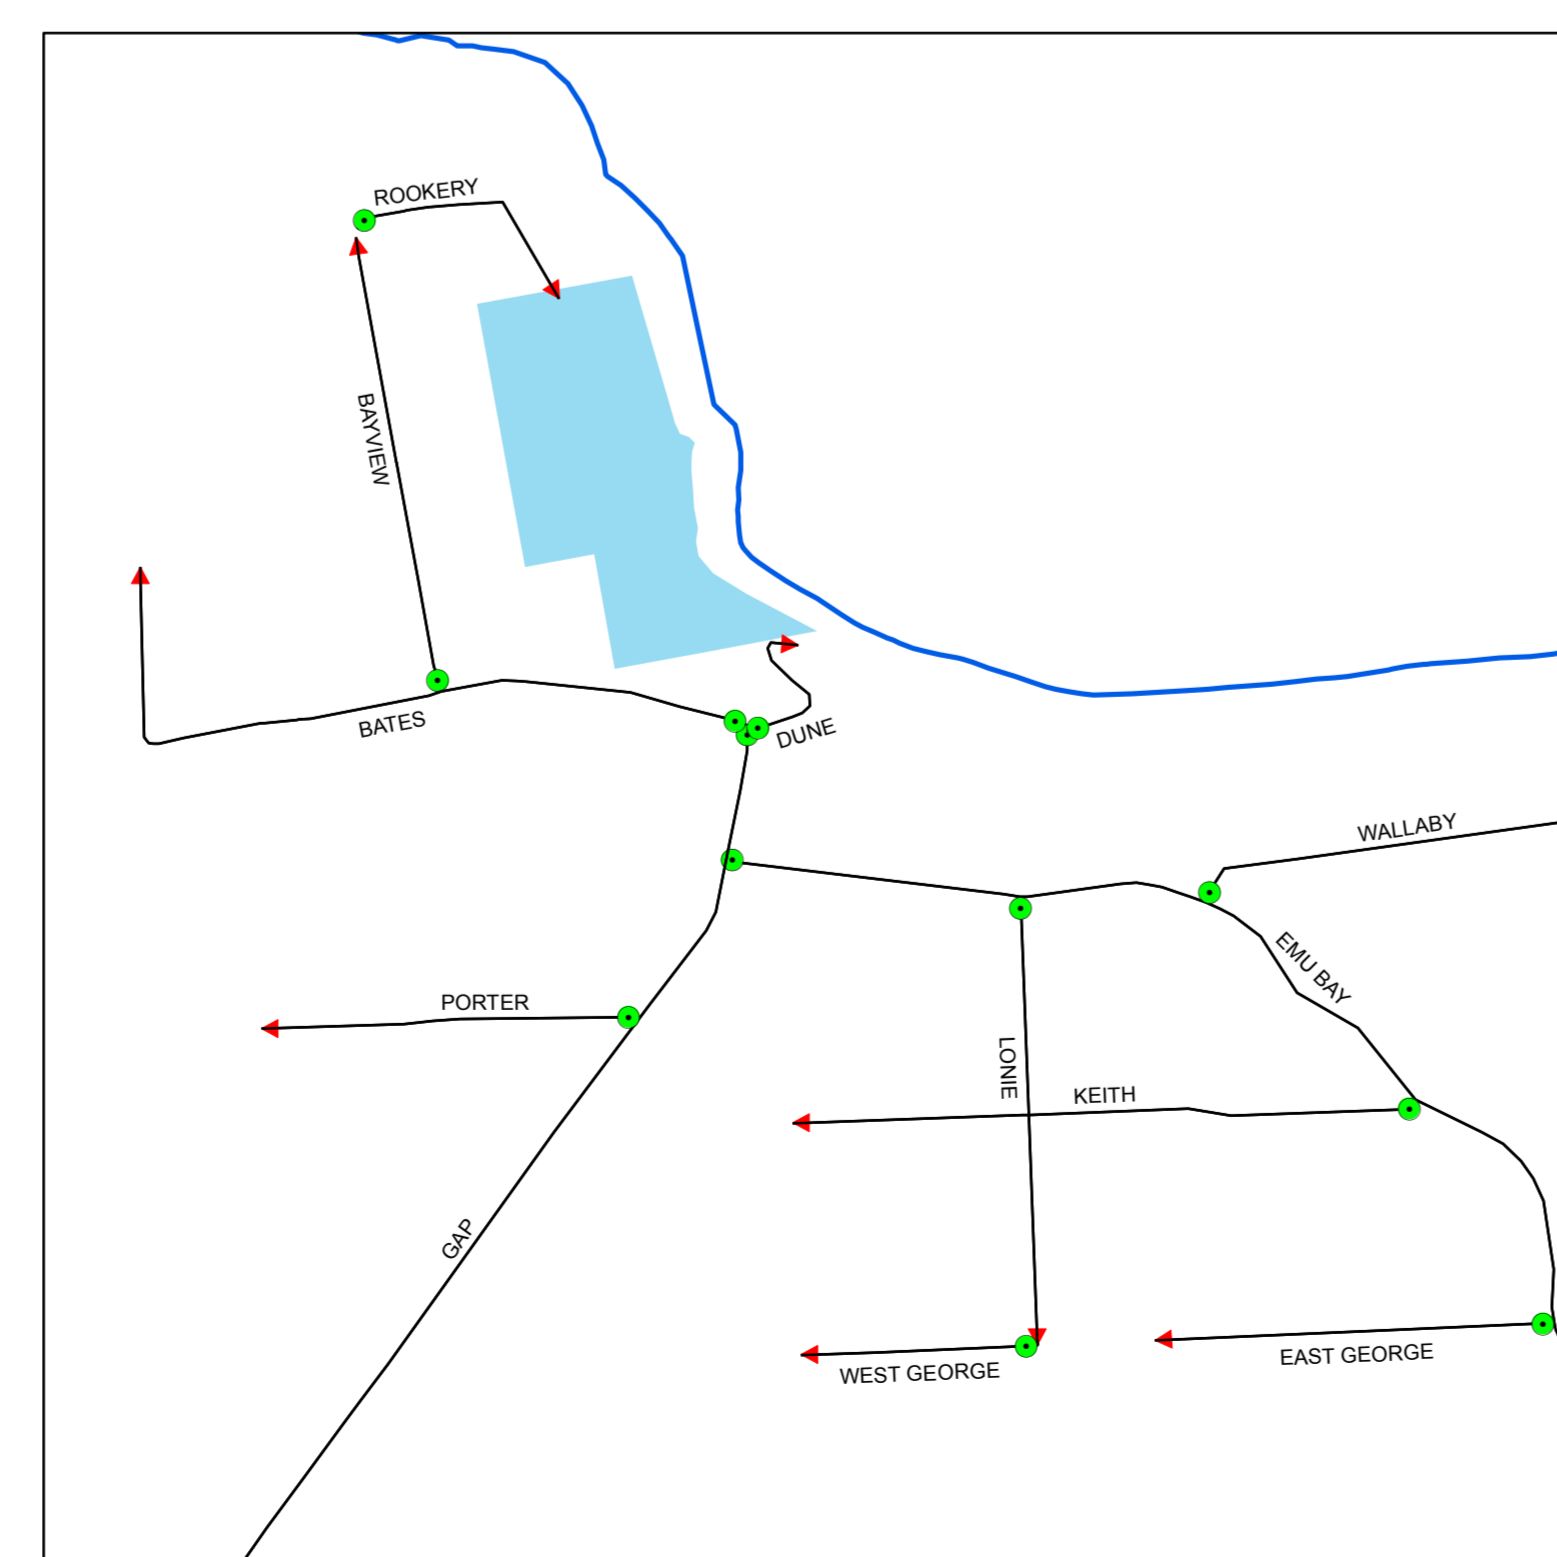 ROOKERY
BAYVIEW
BATES
DUNE
WALLABY
EMU BAY
PORTER
LONIE
KEITH
GAP
EAST GEORGE
WEST GEORGE